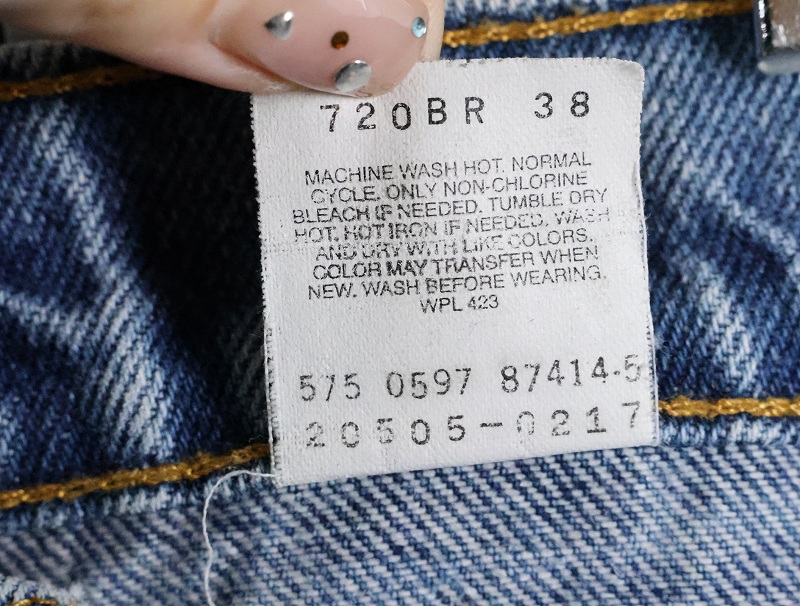 720BR 38
MACHINE WASH HOT. NORMAL
CYCLE. ONLY NON-CHLORINE
BLEACH IF NEEDED. TUMBLE DRY
HOT. HOT IRON IF NEEDED. WASH
AND DRY WITH LIKE COLORS.
COLOR MAY TRANSFER WHEN
NEW. WASH BEFORE WEARING.
WPL 423
575 0597 87414-5
20505-0217